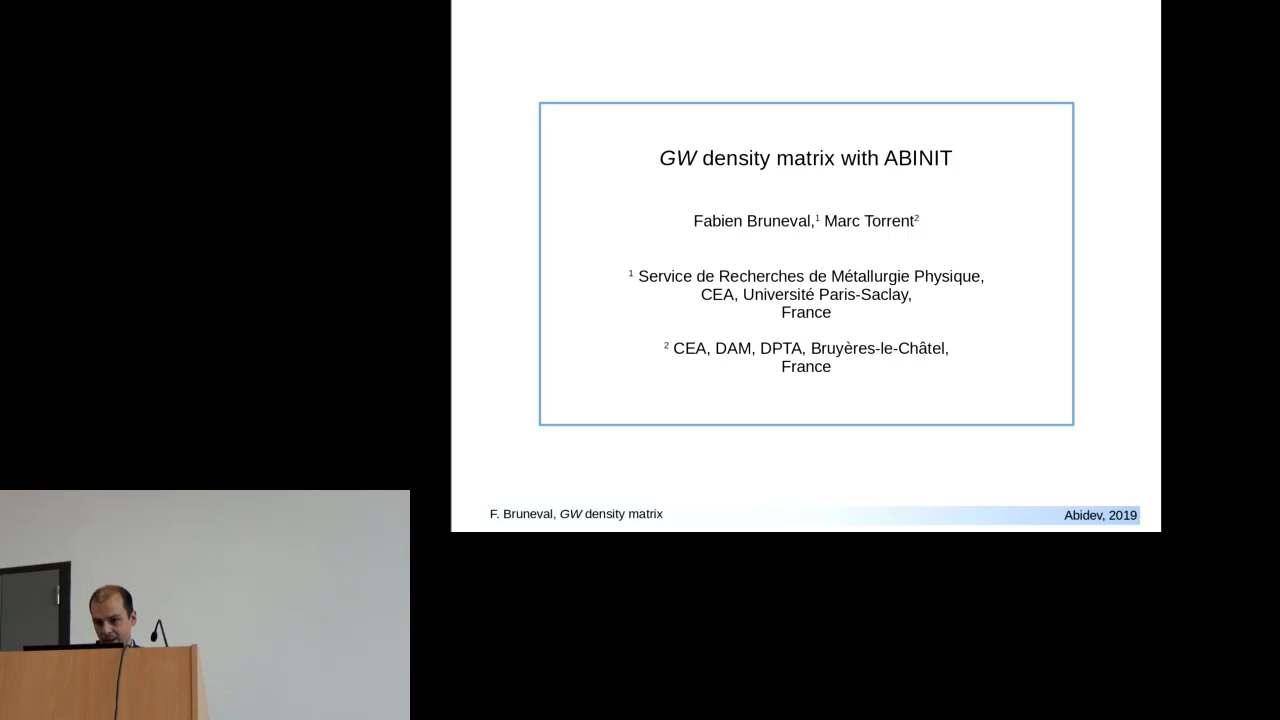 GW density matrix with ABINIT
Fabien Bruneval,¹ Marc Torrent²
¹ Service de Recherches de Métallurgie Physique,
CEA, Université Paris-Saclay,
France
² CEA, DAM, DPTA, Bruyères-le-Châtel,
France
F. Bruneval, GW density matrix
Abidev, 2019